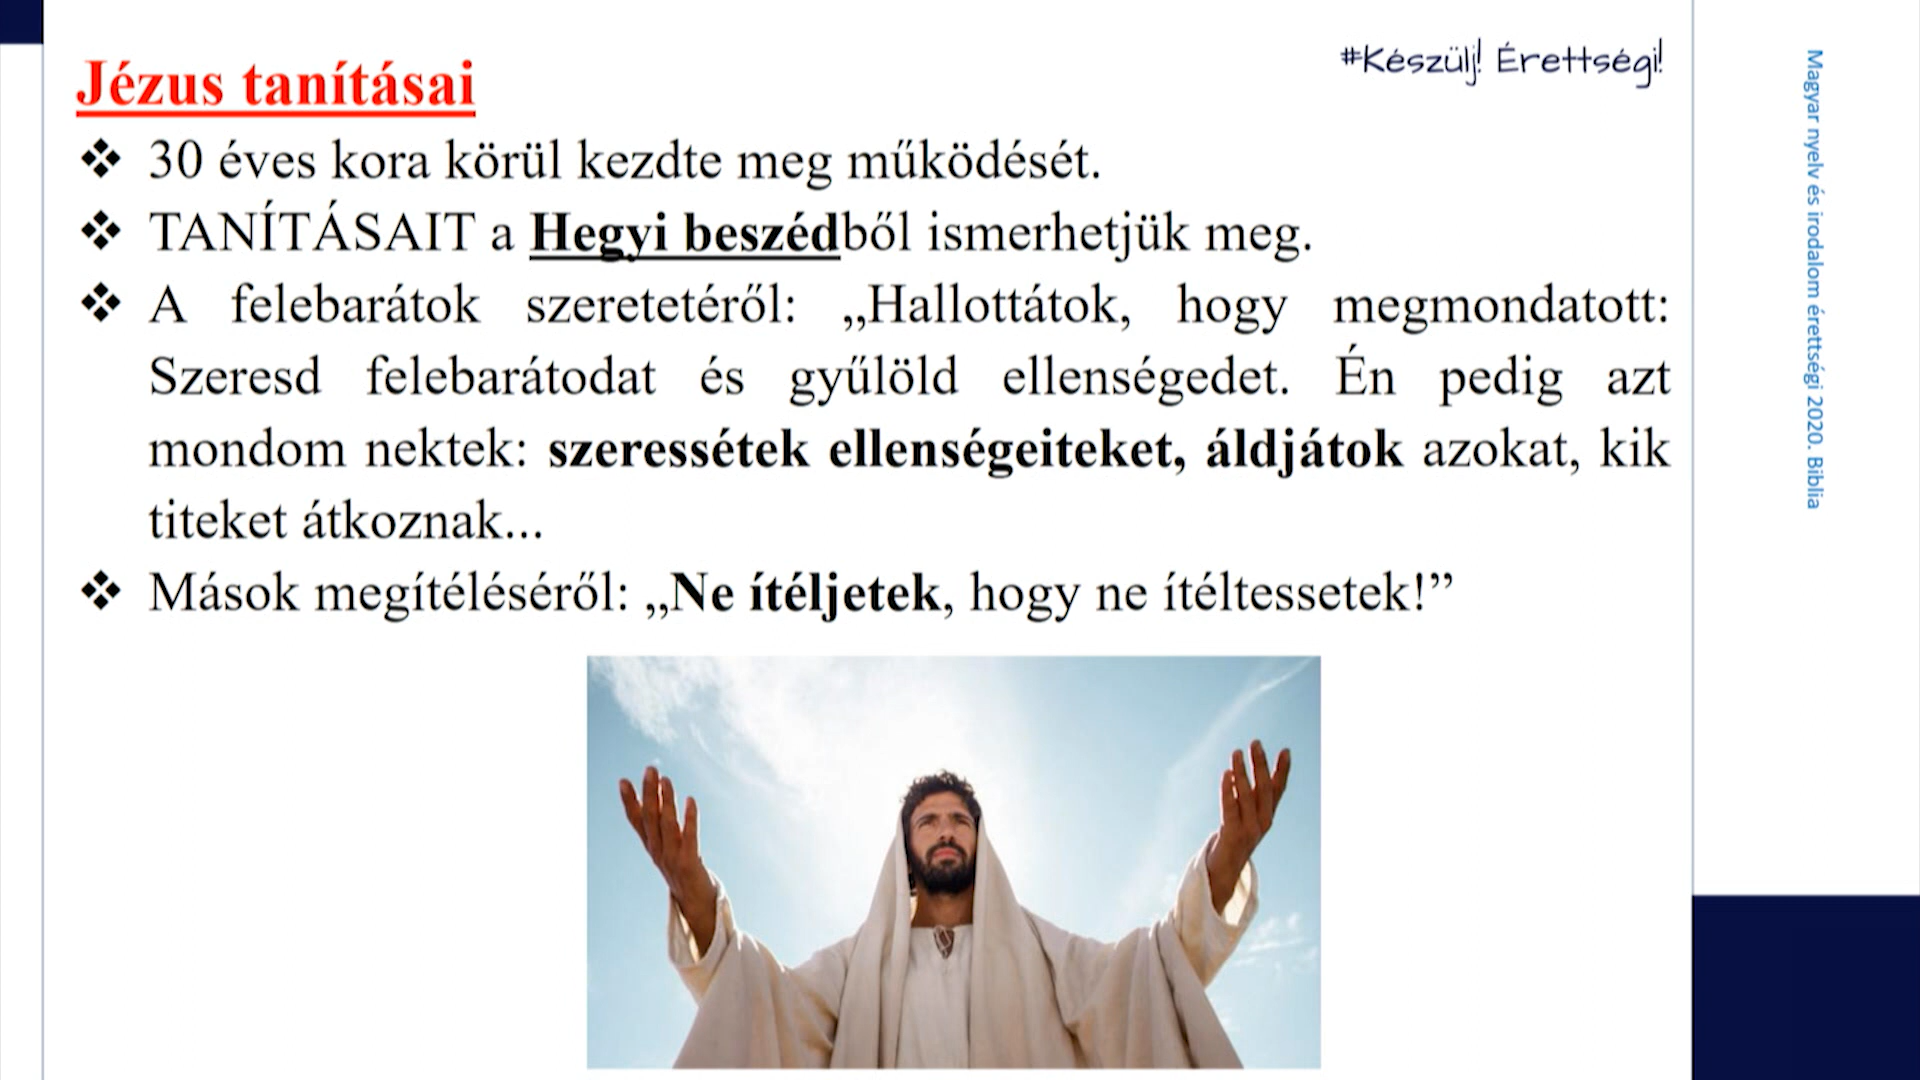 #Készülj! Érettségi!
Jézus tanításai
❖ 30 éves kora körül kezdte meg működését.
❖ TANÍTÁSAIT a Hegyi beszédből ismerhetjük meg.
❖ A felebarátok szeretetéről: „Hallottátok, hogy megmondatott:
Szeresd felebarátodat és gyűlöld ellenségedet. Én pedig azt
mondom nektek: szeressétek ellenségeiteket, áldjátok azokat, kik
titeket átkoznak...
❖ Mások megítéléséről: „Ne ítéljetek, hogy ne ítéltessetek!”
Magyar nyelv és irodalom érettségi 2020. Biblia